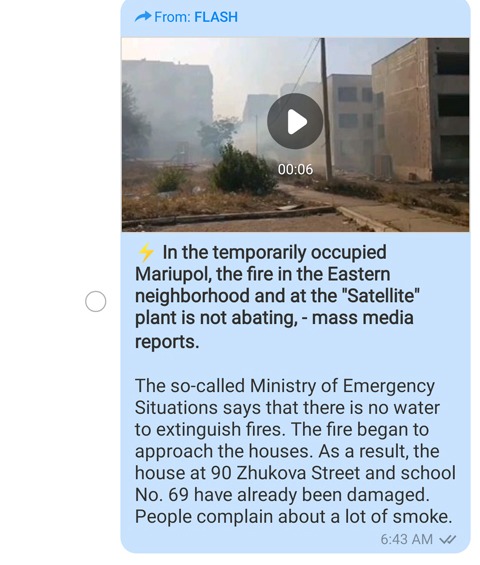 From: FLASH
00:06
⚡ In the temporarily occupied
Mariupol, the fire in the Eastern
neighborhood and at the "Satellite"
plant is not abating, - mass media
reports.
The so-called Ministry of Emergency
Situations says that there is no water
to extinguish fires. The fire began to
approach the houses. As a result, the
house at 90 Zhukova Street and school
No. 69 have already been damaged.
People complain about a lot of smoke.
6:43 AM